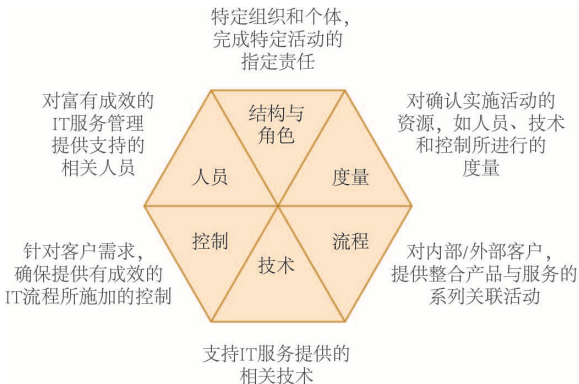 特定组织和个体，
完成特定活动的
指定责任
对富有成效的
IT服务管理
提供支持的
相关人员
结构与
角色
对确认实施活动的
资源，如人员、技术
和控制所进行的
度量
人员
度量
针对客户需求，
确保提供有成效的
IT流程所施加的控制
控制
技术
流程
对内部/外部客户，
提供整合产品与服务的
系列关联活动
支持IT服务提供的
相关技术